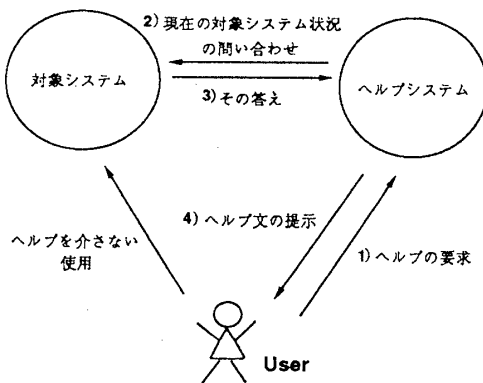 2) 現在の対象システム状況
の問い合わせ
対象システム
ヘルプシステム
3) その答え
4) ヘルプ文の提示
ヘルプを介さない
使用
1) ヘルプの要求
User